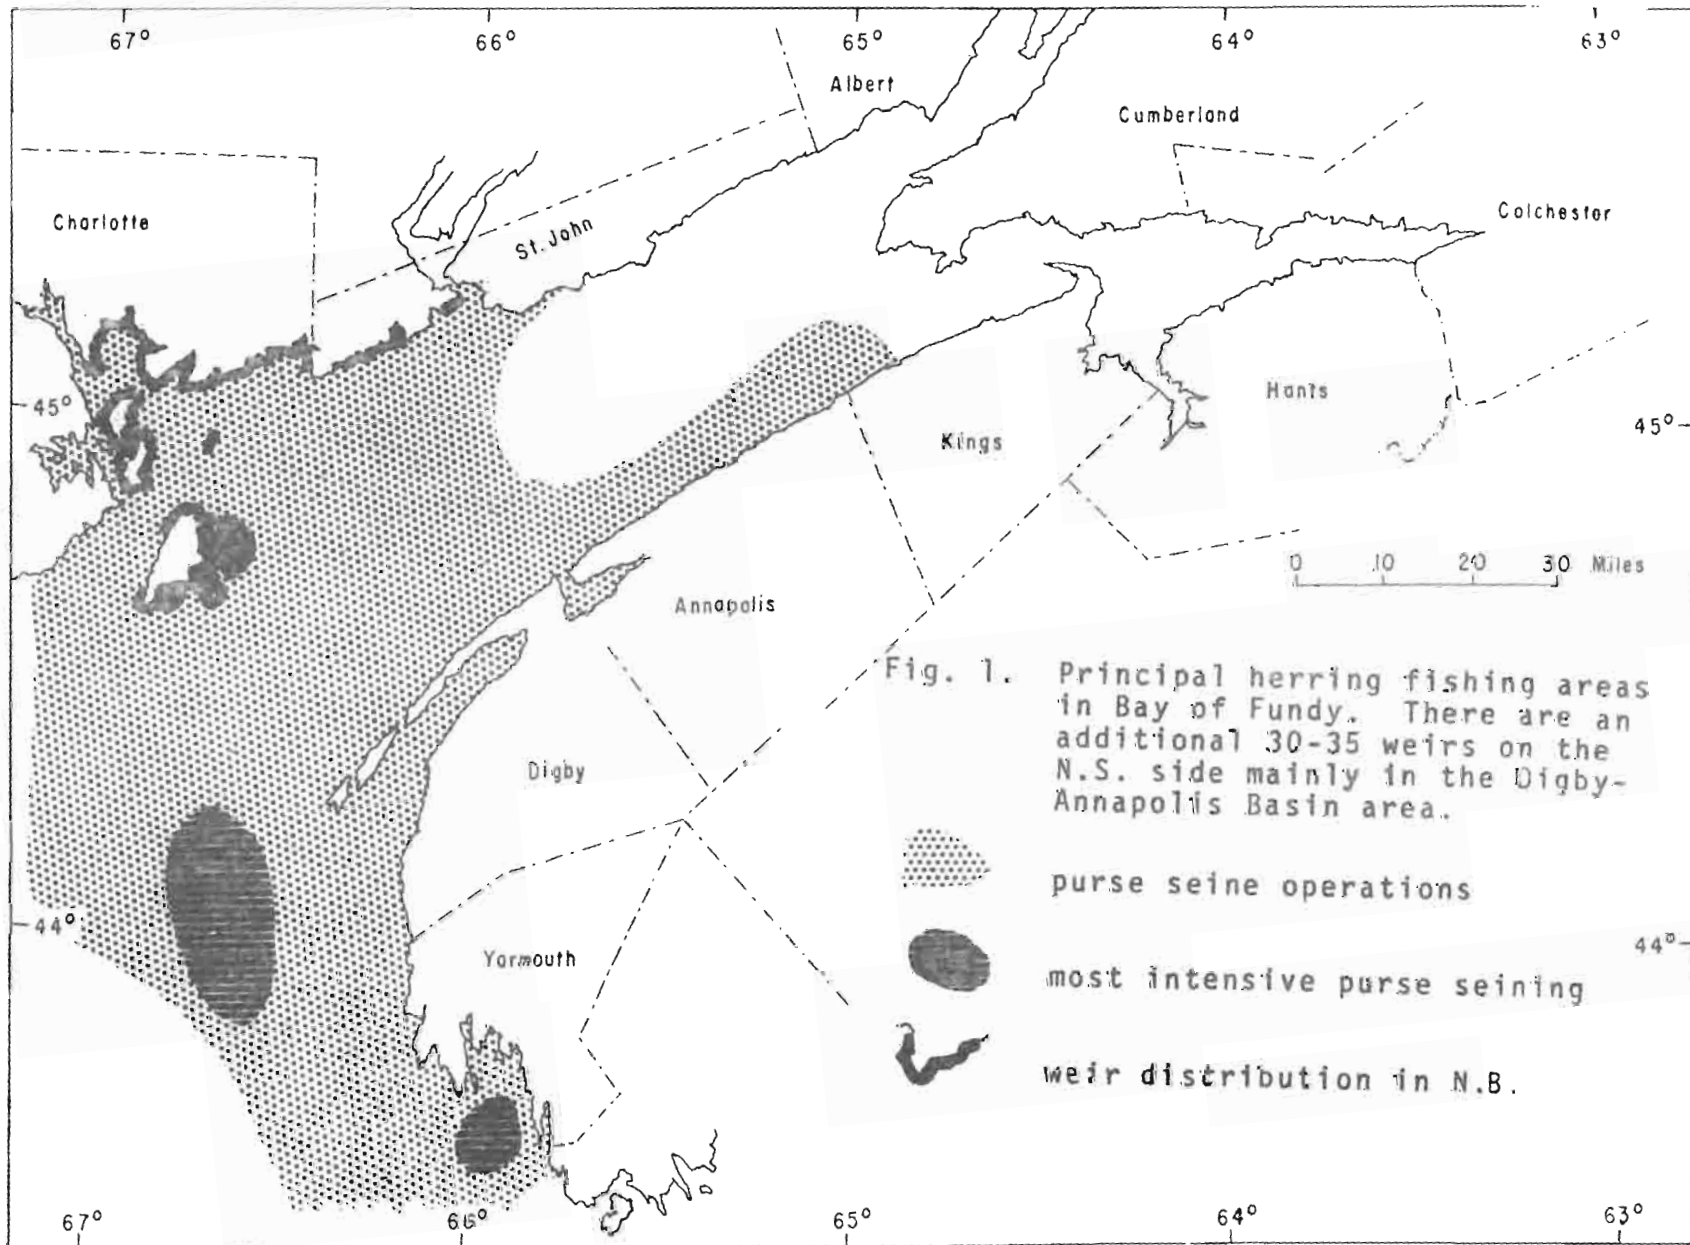 67° 66° 65° 64° 63°
Albert
Cumberland
Charlotte
St. John
Colchester
45°
Hants
Kings
45°
0 10 20 30 Miles
Annapolis
Fig. 1. Principal herring fishing areas
in Bay of Fundy. There are an
additional 30-35 weirs on the
N.S. side mainly in the Digby-
Annapolis Basin area.
Digby
purse seine operations
44°
44°
Yarmouth
most intensive purse seining
weir distribution in N.B.
67° 66° 65° 64° 63°